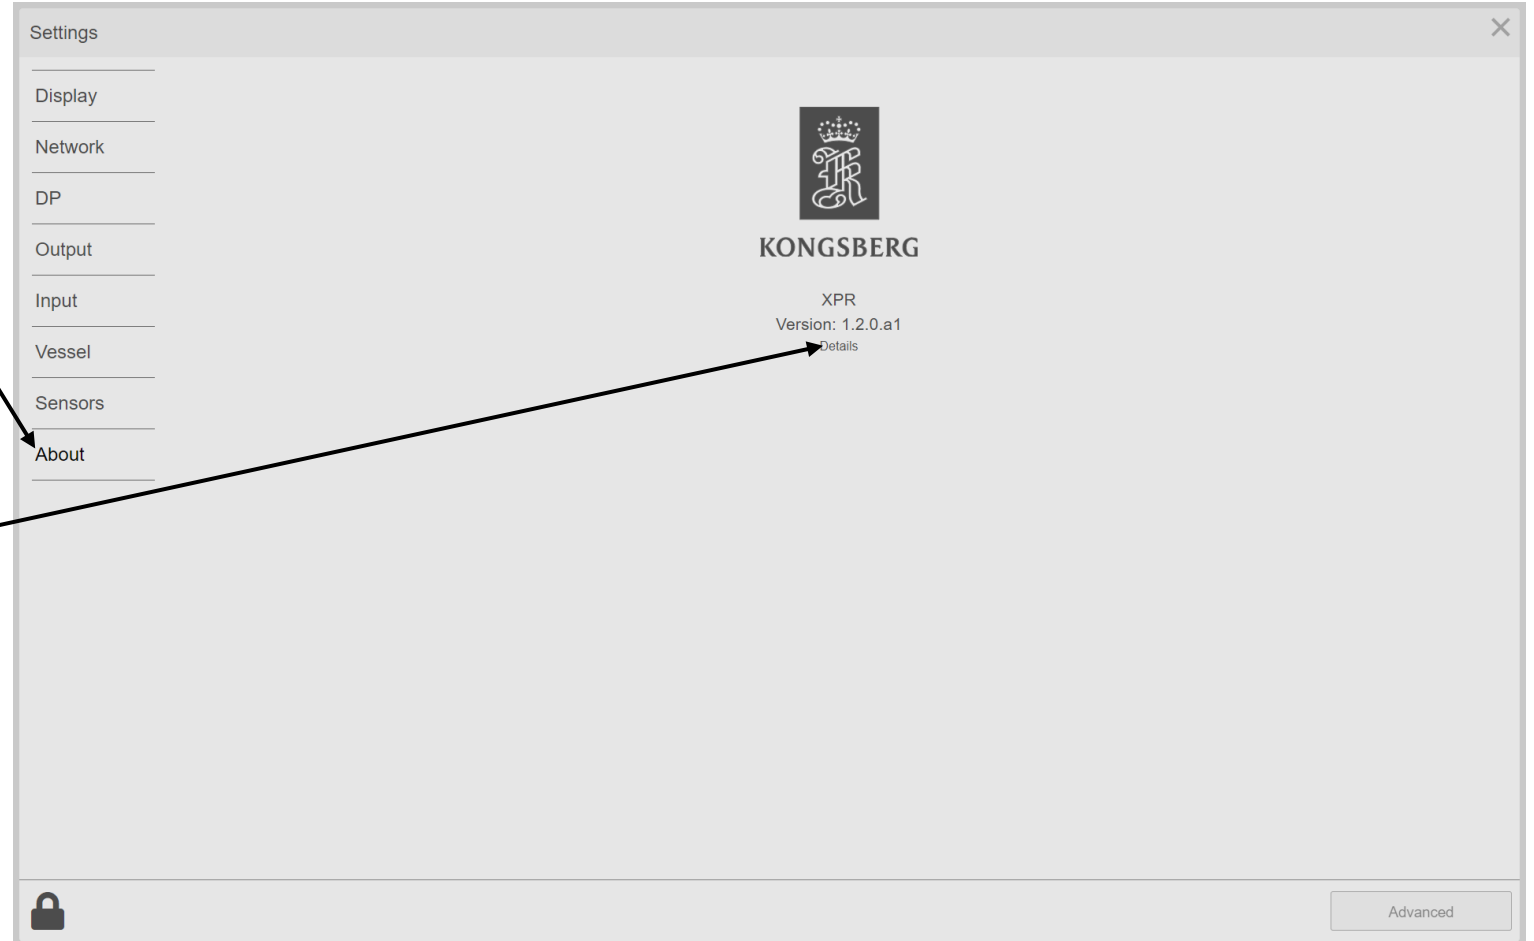 Settings
Display
Network
DP
Output
Input
Vessel
Sensors
About
KONGSBERG
XPR
Version: 1.2.0.a1
Details
Advanced